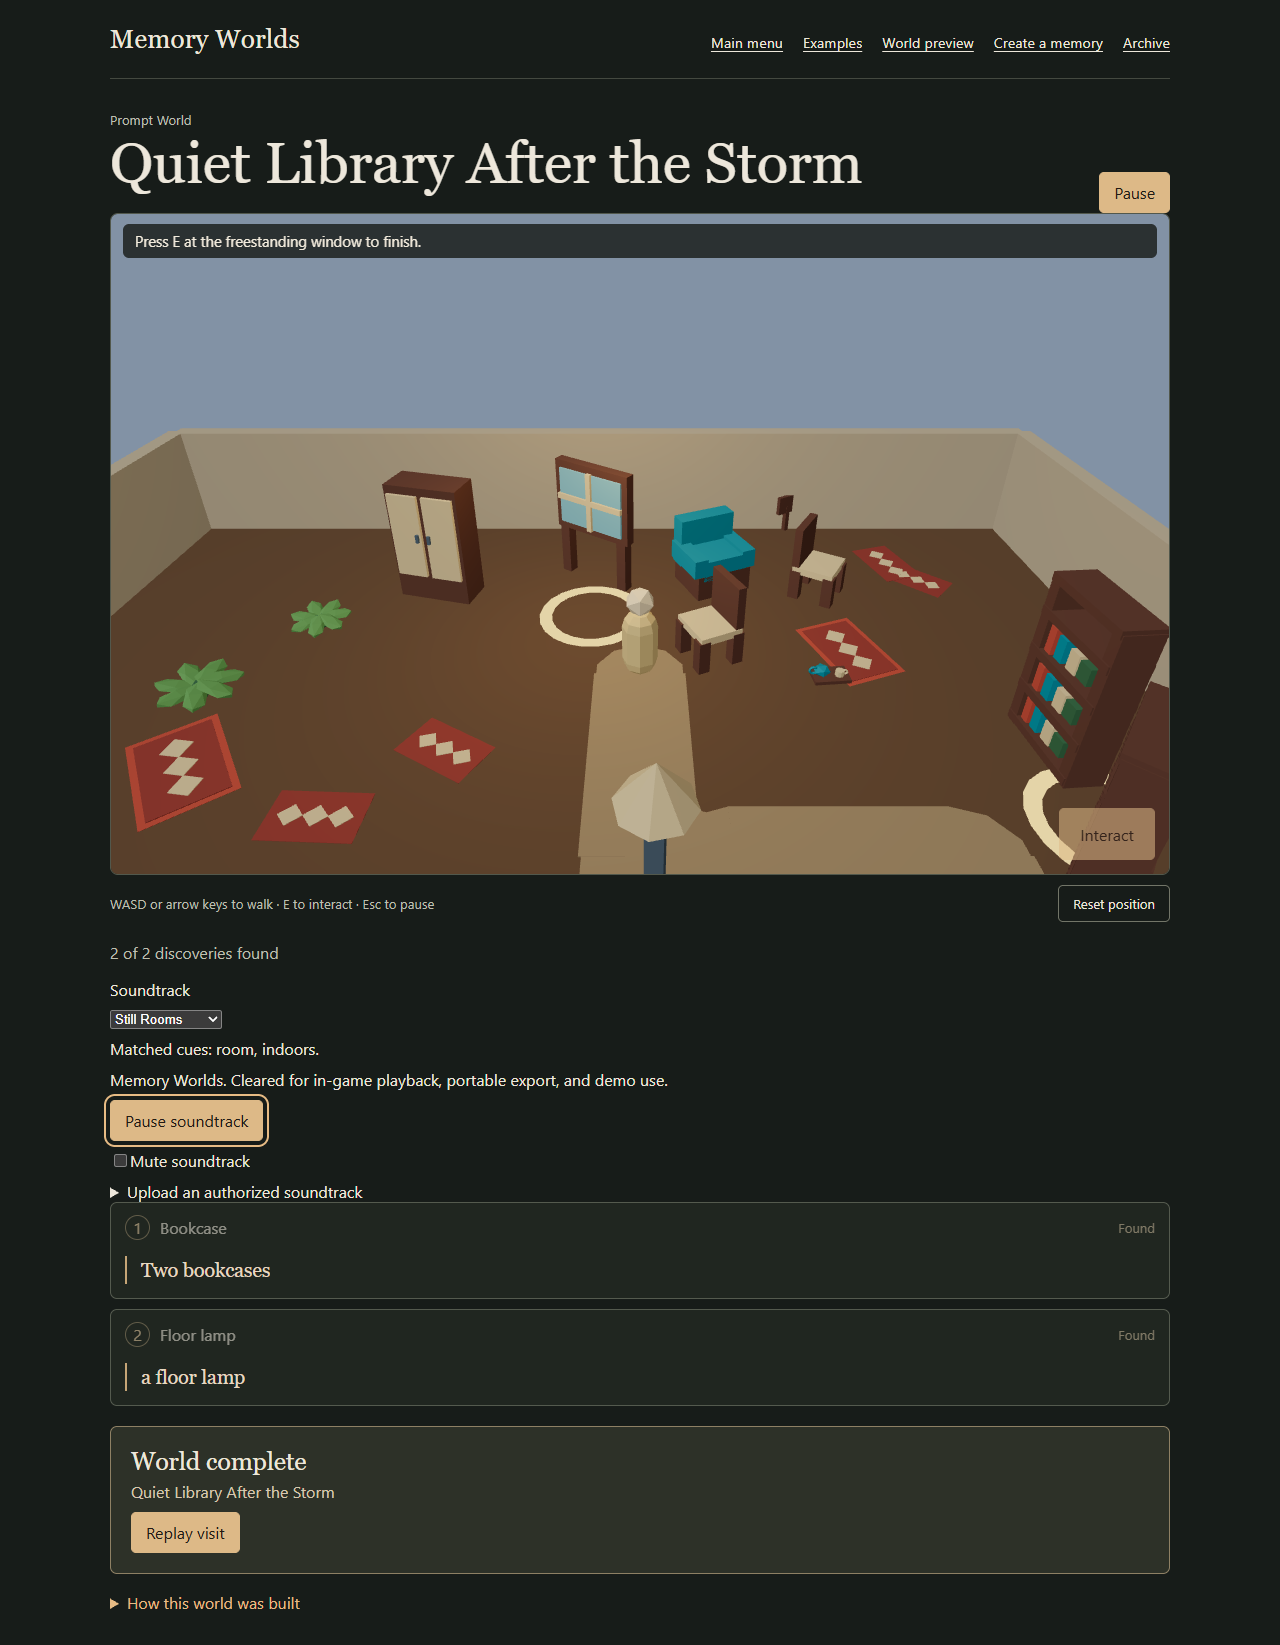 Memory Worlds
Main menu Examples World preview Create a memory Archive
Prompt World
Quiet Library After the Storm
Pause
Press E at the freestanding window to finish.
Interact
WASD or arrow keys to walk · E to interact · Esc to pause
Reset position
2 of 2 discoveries found
Soundtrack
Still Rooms
Matched cues: room, indoors.
Memory Worlds. Cleared for in-game playback, portable export, and demo use.
Pause soundtrack
Mute soundtrack
Upload an authorized soundtrack
1 Bookcase Found
Two bookcases
2 Floor lamp Found
a floor lamp
World complete
Quiet Library After the Storm
Replay visit
How this world was built